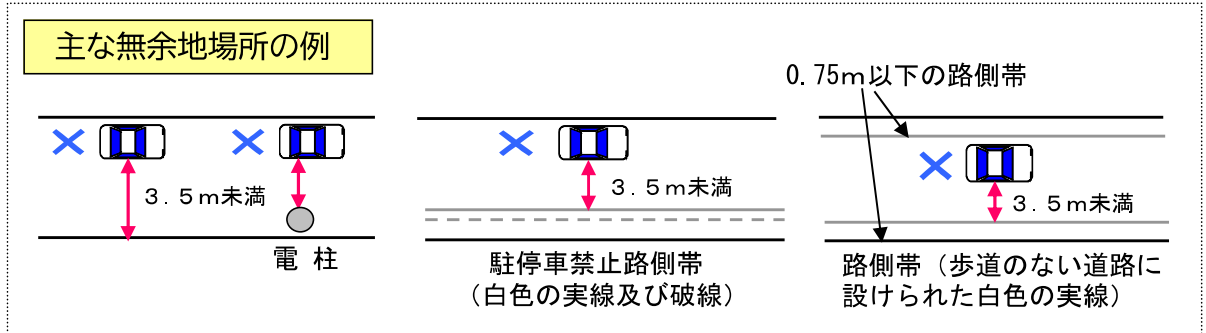 主な無余地場所の例
3.5m未満
電 柱
3.5m未満
駐停車禁止路側帯
(白色の実線及び破線)
0.75m以下の路側帯
3.5m未満
路側帯(歩道のない道路に
設けられた白色の実線)